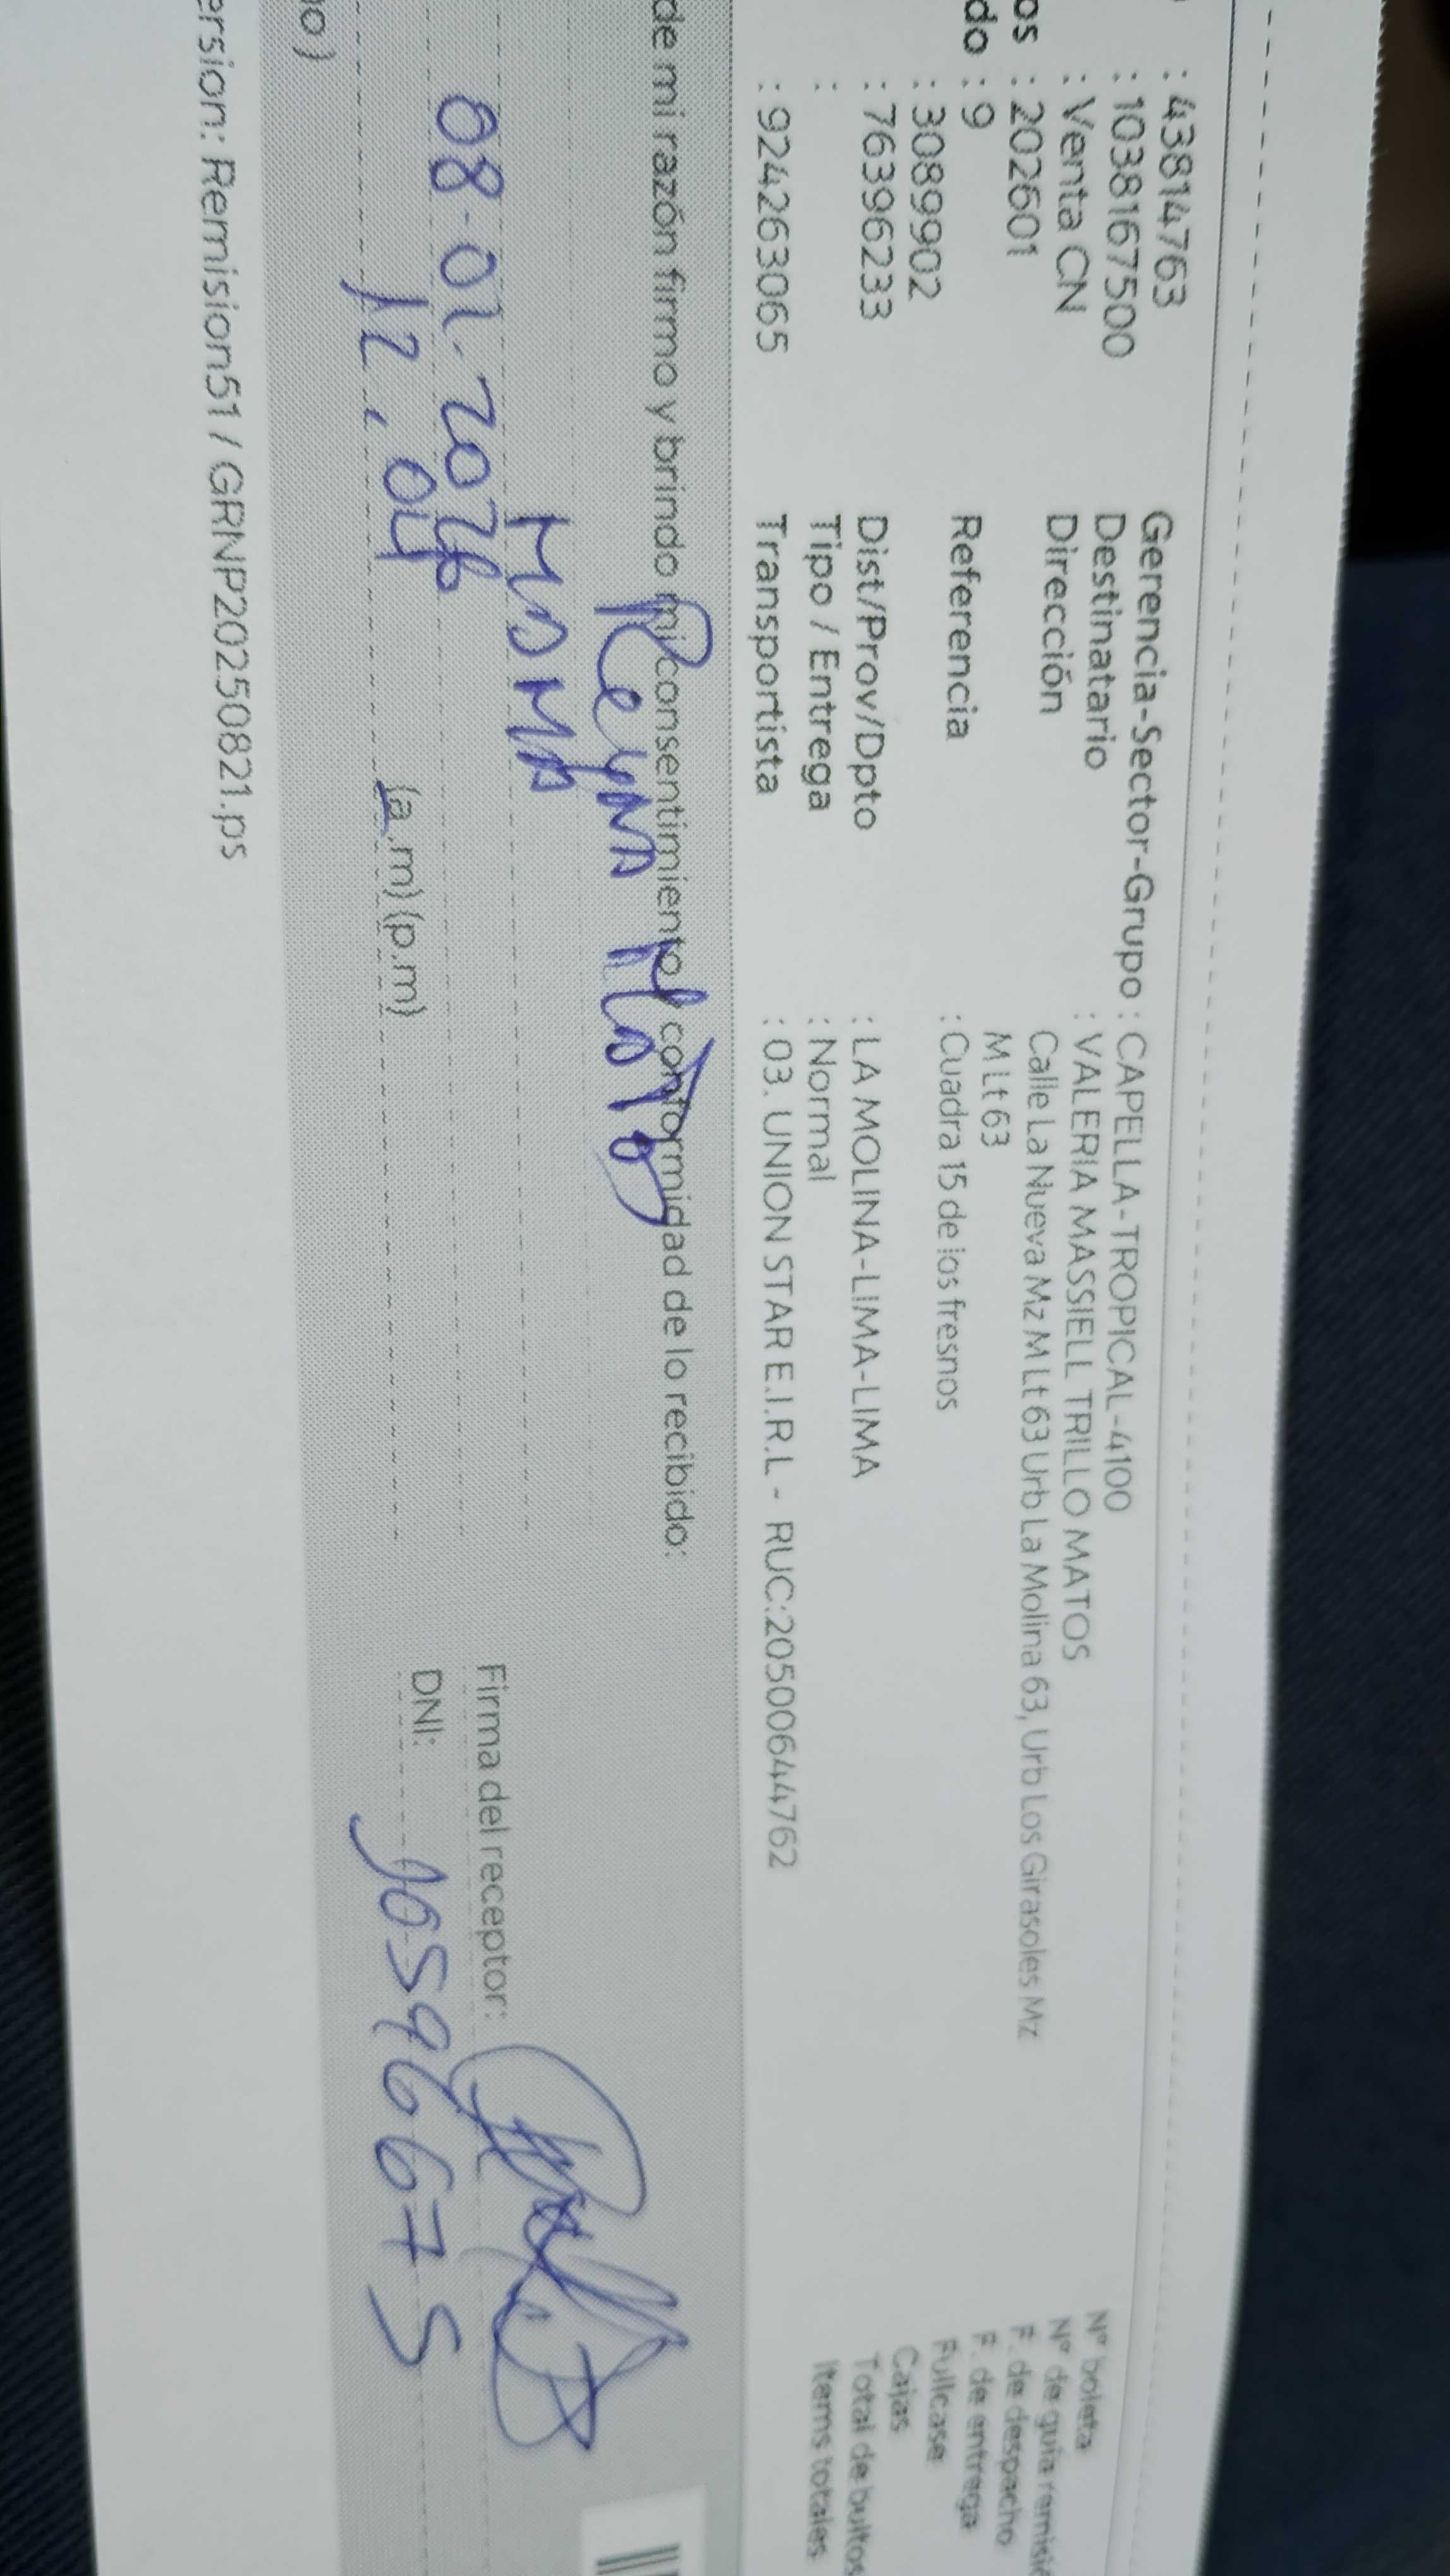 : 43814763
: 1038167500
: Venta CN
os : 202601
do : 9
: 3089902
: 76396233
:
: 924263065
Gerencia-Sector-Grupo : CAPELLA-TROPICAL-4100
Destinatario : VALERIA MASSIELL TRILLO MATOS
Dirección Calle La Nueva Mz M Lt 63 Urb La Molina 63, Urb Los Girasoles Mz
M Lt 63
Referencia : Cuadra 15 de los fresnos
Dist/Prov/Dpto : LA MOLINA-LIMA-LIMA
Tipo / Entrega : Normal
Transportista : 03. UNION STAR E.I.R.L - RUC:20500644762
N° boleta
N° de guia remisió
F. de despacho
F. de entrega
Fullcase
Cajas
Total de bultos
Items totales
de mi razón firmo y brindo mi consentimiento y conformidad de lo recibido:
Reyna
MAMA
08-01-2026
12.04 (a.m) (p.m)
Firma del receptor:
DNI: 10596675
no)
ersion: Remision51 / GRNP20250821.ps